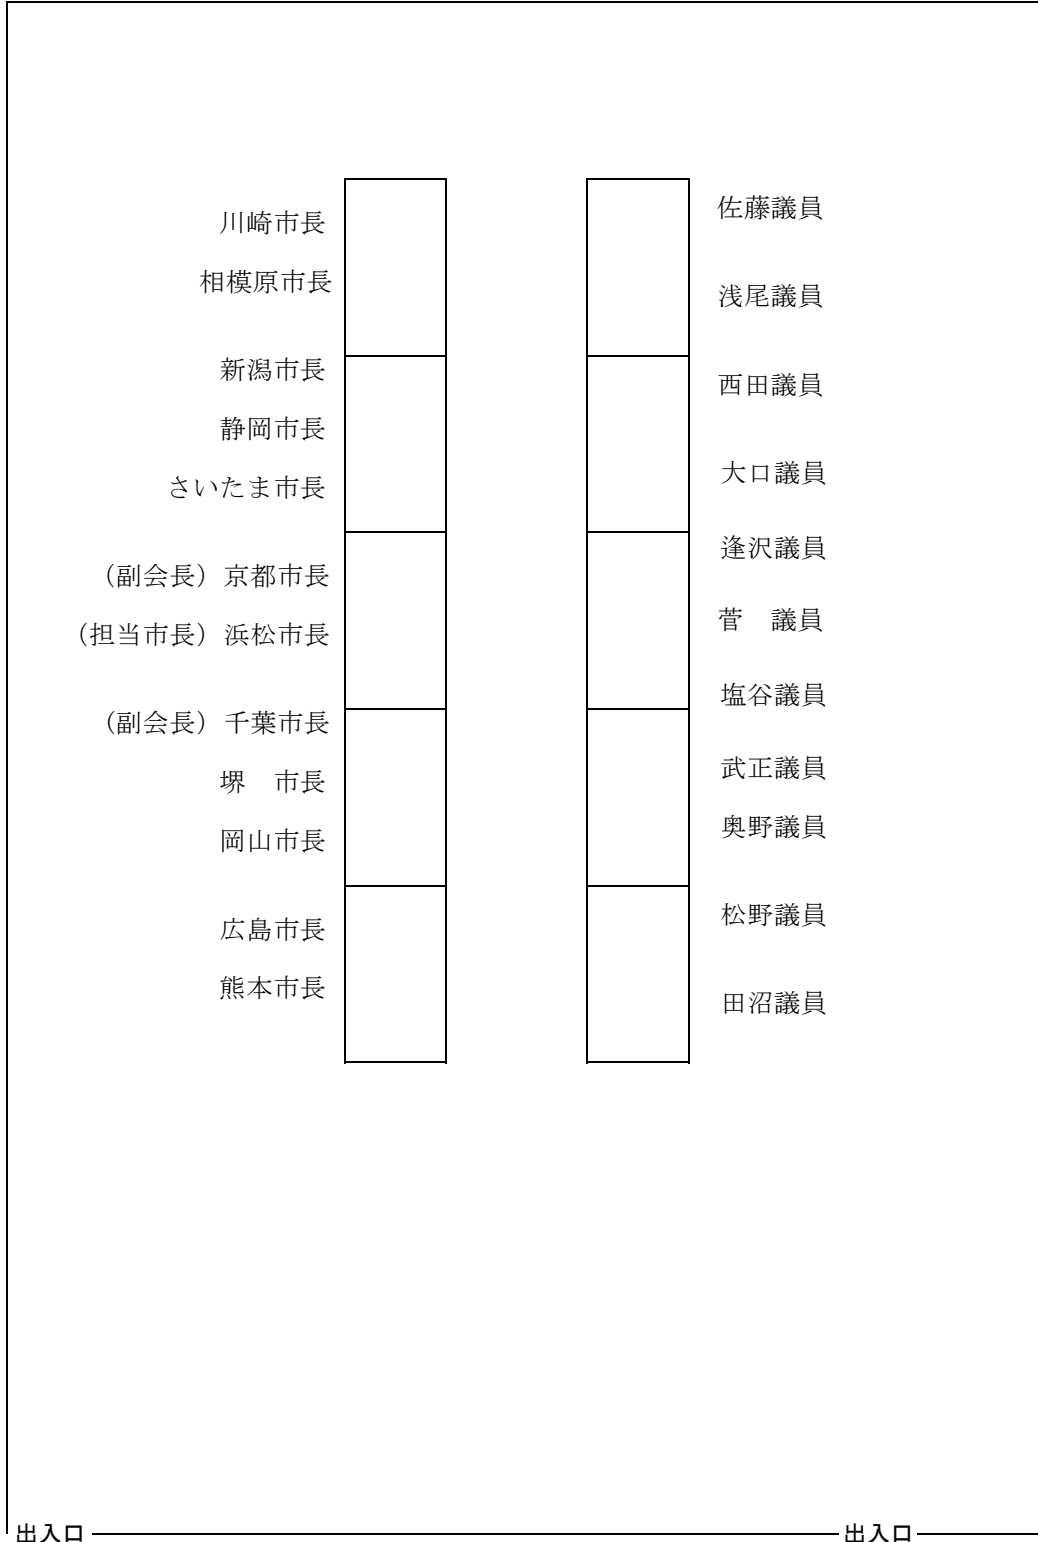 川崎市長
相模原市長
新潟市長
静岡市長
さいたま市長
（副会長）京都市長
（担当市長）浜松市長
（副会長）千葉市長
堺　市長
岡山市長
広島市長
熊本市長
佐藤議員
浅尾議員
西田議員
大口議員
逢沢議員
菅　議員
塩谷議員
武正議員
奥野議員
松野議員
田沼議員
出入口
出入口